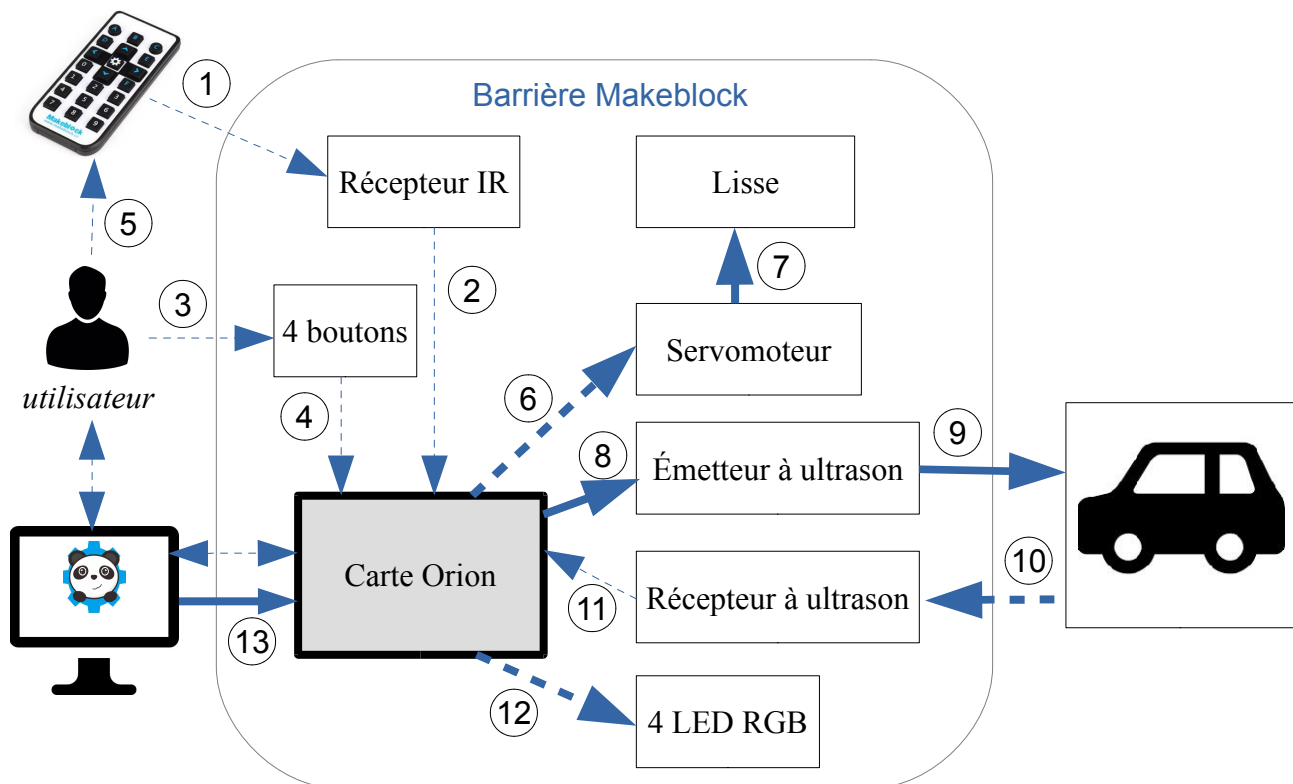 Barrière Makeblock
1
Récepteur IR
Lisse
5
2
7
3
4 boutons
Servomoteur
utilisateur
4
6
8
Émetteur à ultrason
9
Carte Orion
10
11
Récepteur à ultrason
13
12
4 LED RGB
Makeblock